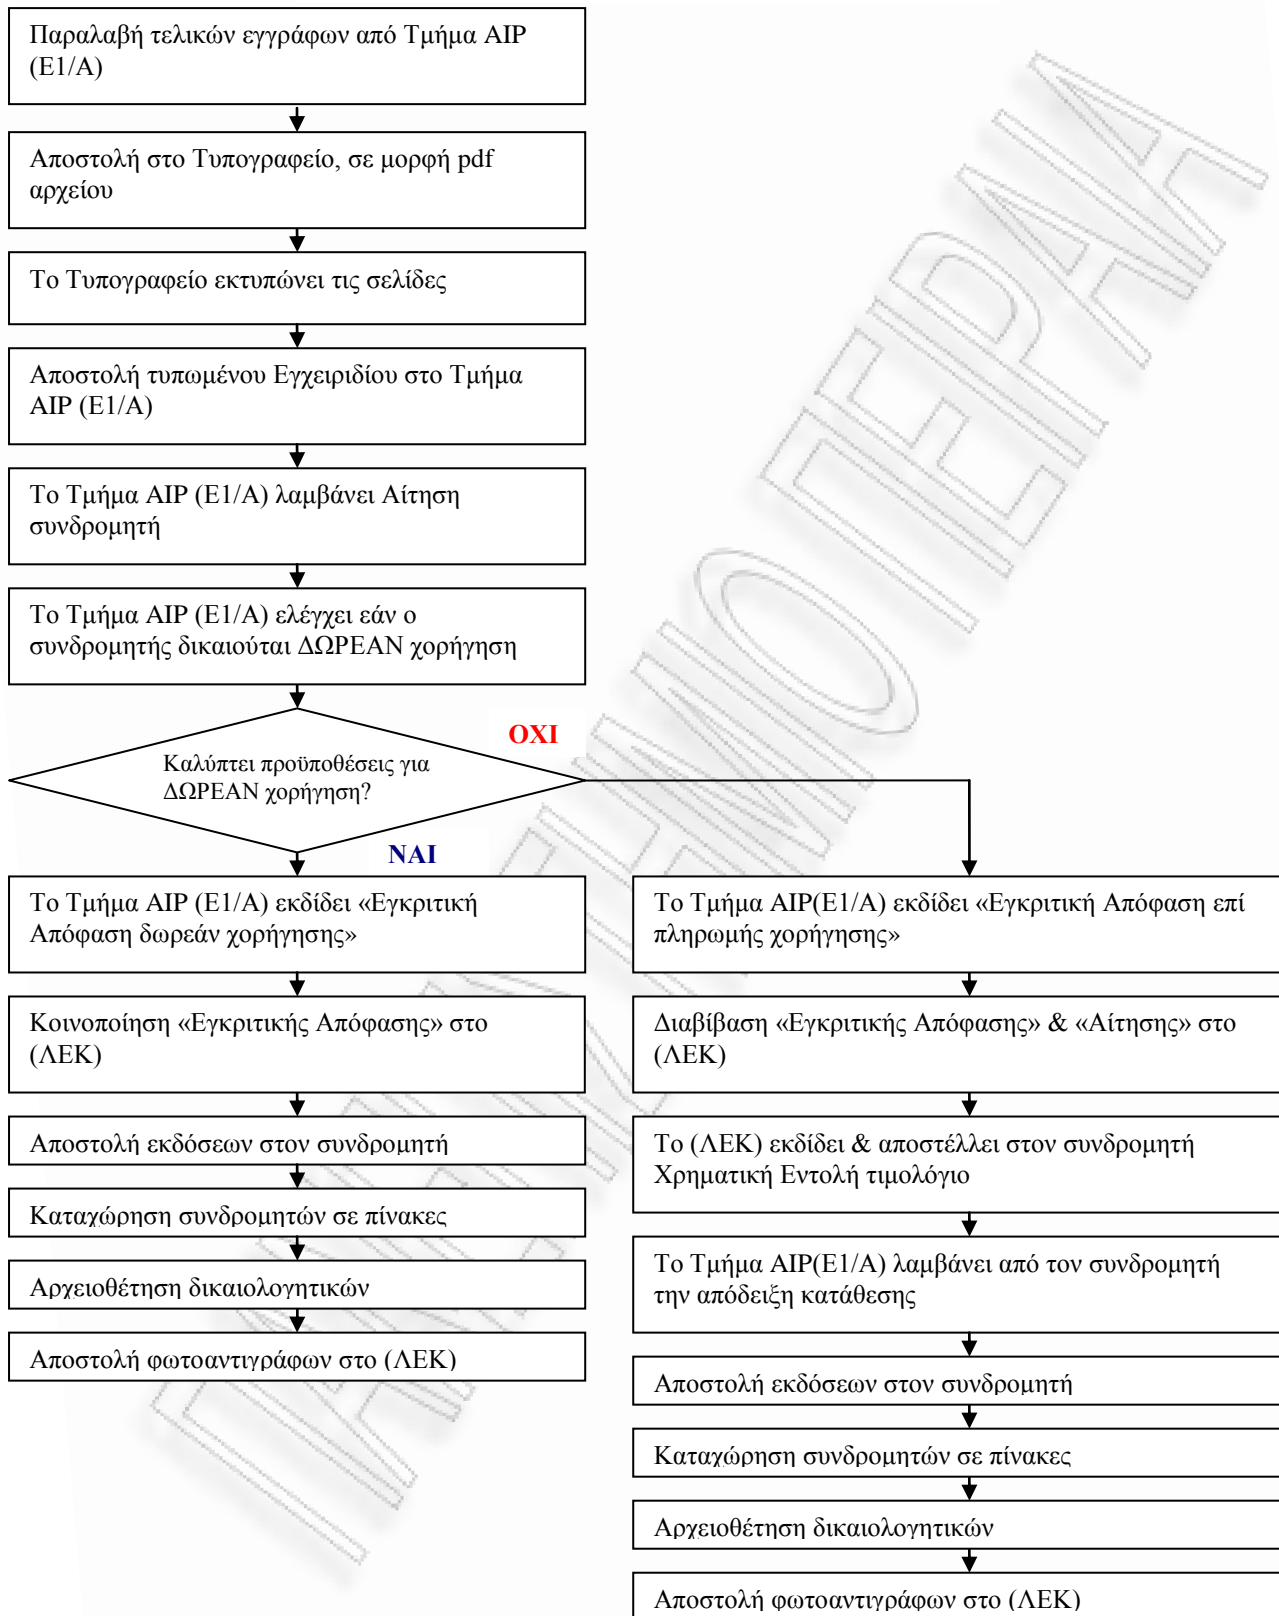 Παραλαβή τελικών εγγράφων από Τμήμα AIP
(Ε1/Α)
Αποστολή στο Τυπογραφείο, σε μορφή pdf
αρχείου
Το Τυπογραφείο εκτυπώνει τις σελίδες
Αποστολή τυπωμένου Εγχειριδίου στο Τμήμα
AIP (Ε1/Α)
Το Τμήμα AIP (Ε1/Α) λαμβάνει Αίτηση
συνδρομητή
Το Τμήμα AIP (Ε1/Α) ελέγχει εάν ο
συνδρομητής δικαιούται ΔΩΡΕΑΝ χορήγηση
ΟΧΙ
Καλύπτει προϋποθέσεις για
ΔΩΡΕΑΝ χορήγηση?
ΝΑΙ
Το Τμήμα AIP (Ε1/Α) εκδίδει «Εγκριτική
Απόφαση δωρεάν χορήγησης»
Κοινοποίηση «Εγκριτικής Απόφασης» στο
(ΛΕΚ)
Αποστολή εκδόσεων στον συνδρομητή
Καταχώρηση συνδρομητών σε πίνακες
Αρχειοθέτηση δικαιολογητικών
Αποστολή φωτοαντιγράφων στο (ΛΕΚ)
Το Τμήμα AIP(Ε1/Α) εκδίδει «Εγκριτική Απόφαση επί
πληρωμής χορήγησης»
Διαβίβαση «Εγκριτικής Απόφασης» & «Αίτησης» στο
(ΛΕΚ)
Το (ΛΕΚ) εκδίδει & αποστέλλει στον συνδρομητή
Χρηματική Εντολή τιμολόγιο
Το Τμήμα AIP(Ε1/Α) λαμβάνει από τον συνδρομητή
την απόδειξη κατάθεσης
Αποστολή εκδόσεων στον συνδρομητή
Καταχώρηση συνδρομητών σε πίνακες
Αρχειοθέτηση δικαιολογητικών
Αποστολή φωτοαντιγράφων στο (ΛΕΚ)
ΠΑΝΕΠΙΣΤΗΜΙΟ ΠΕΙΡΑΙΑ